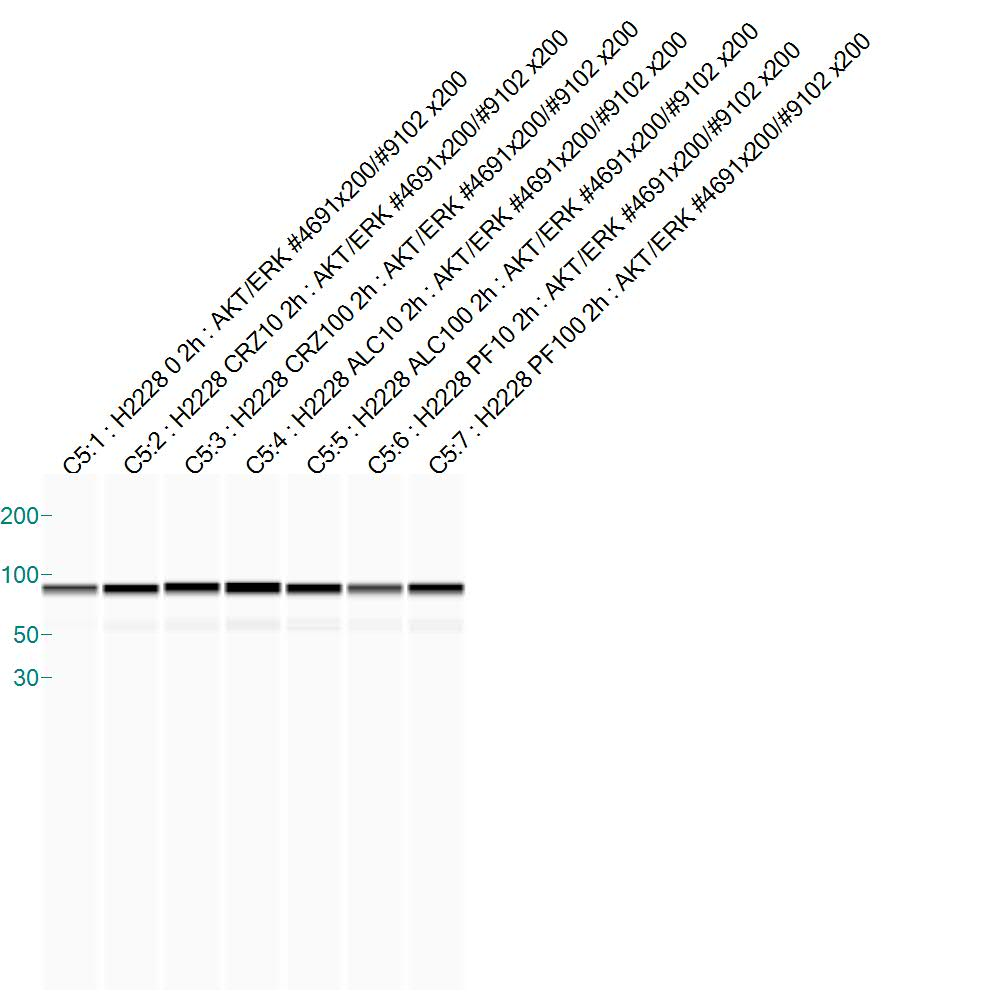 C5:1 : H2228 0 2h : AKT/ERK #4691x200/#9102 x200
C5:2 : H2228 CRZ10 2h : AKT/ERK #4691x200/#9102 x200
C5:3 : H2228 CRZ100 2h : AKT/ERK #4691x200/#9102 x200
C5:4 : H2228 ALC10 2h : AKT/ERK #4691x200/#9102 x200
C5:5 : H2228 ALC100 2h : AKT/ERK #4691x200/#9102 x200
C5:6 : H2228 PF10 2h : AKT/ERK #4691x200/#9102 x200
C5:7 : H2228 PF100 2h : AKT/ERK #4691x200/#9102 x200
200
100
50
30